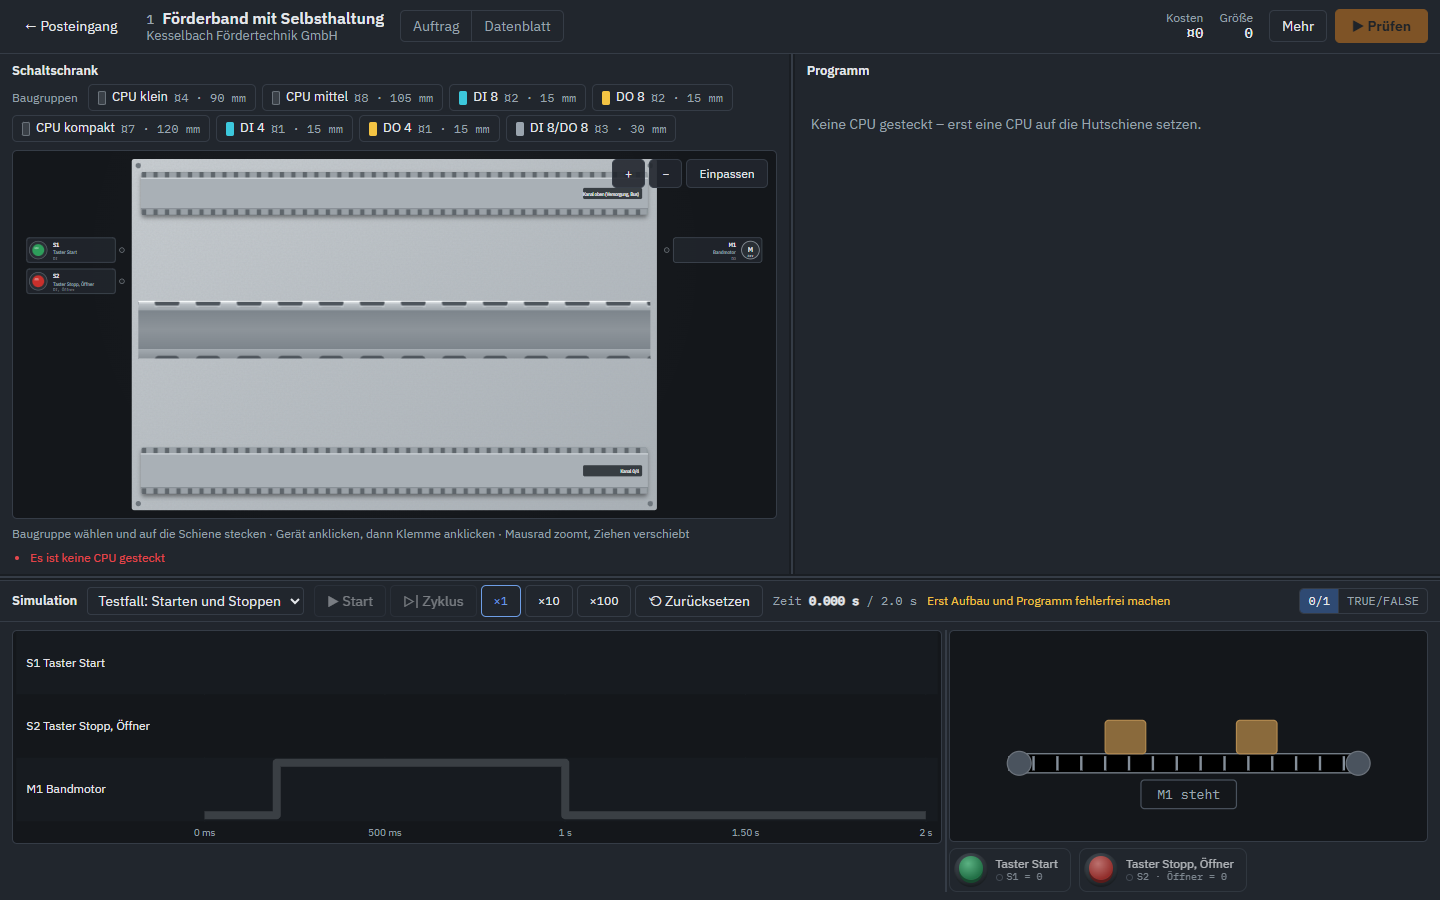 ← Posteingang
1 Förderband mit Selbsthaltung
Kesselbach Fördertechnik GmbH
Auftrag
Datenblatt
Kosten
¤0
Größe
0
Mehr
▶ Prüfen
Schaltschrank
Baugruppen
CPU klein ¤4 · 90 mm
CPU mittel ¤8 · 105 mm
DI 8 ¤2 · 15 mm
DO 8 ¤2 · 15 mm
CPU kompakt ¤7 · 120 mm
DI 4 ¤1 · 15 mm
DO 4 ¤1 · 15 mm
DI 8/DO 8 ¤3 · 30 mm
+
−
Einpassen
Kanal oben (Versorgung, Bus)
S1
Taster Start
S2
Taster Stopp, Öffner
M1
Bandmotor
M
Baugruppe wählen und auf die Schiene stecken · Gerät anklicken, dann Klemme anklicken · Mausrad zoomt, Ziehen verschiebt
• Es ist keine CPU gesteckt
Programm
Keine CPU gesteckt – erst eine CPU auf die Hutschiene setzen.
Simulation
Testfall: Starten und Stoppen
▶ Start
▷| Zyklus
×1
×10
×100
Zurücksetzen
Zeit 0.000 s / 2.0 s
Erst Aufbau und Programm fehlerfrei machen
0/1
TRUE/FALSE
S1 Taster Start
S2 Taster Stopp, Öffner
M1 Bandmotor
0 ms
500 ms
1 s
1.50 s
2 s
M1 steht
Taster Start
○ S1 = 0
Taster Stopp, Öffner
○ S2 · Öffner = 0